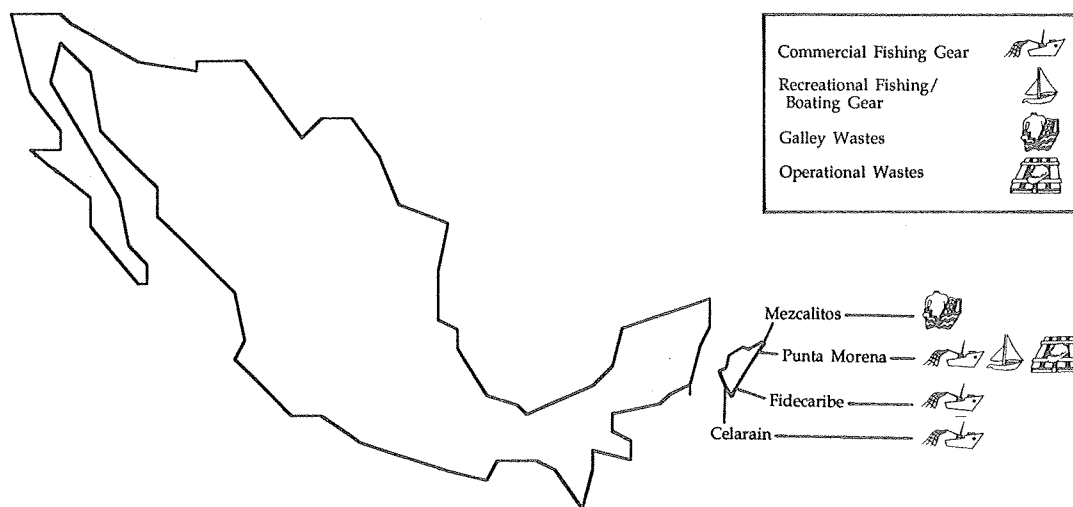 Commercial Fishing Gear
Recreational Fishing/
Boating Gear
Galley Wastes
Operational Wastes
Mezcalitos
Punta Morena
Fidecaribe
Celarain